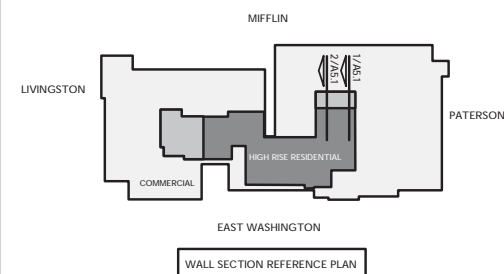 MIFFLIN
2/A5.1
1/A5.1
LIVINGSTON
PATERSON
HIGH RISE RESIDENTIAL
COMMERCIAL
EAST WASHINGTON
WALL SECTION REFERENCE PLAN